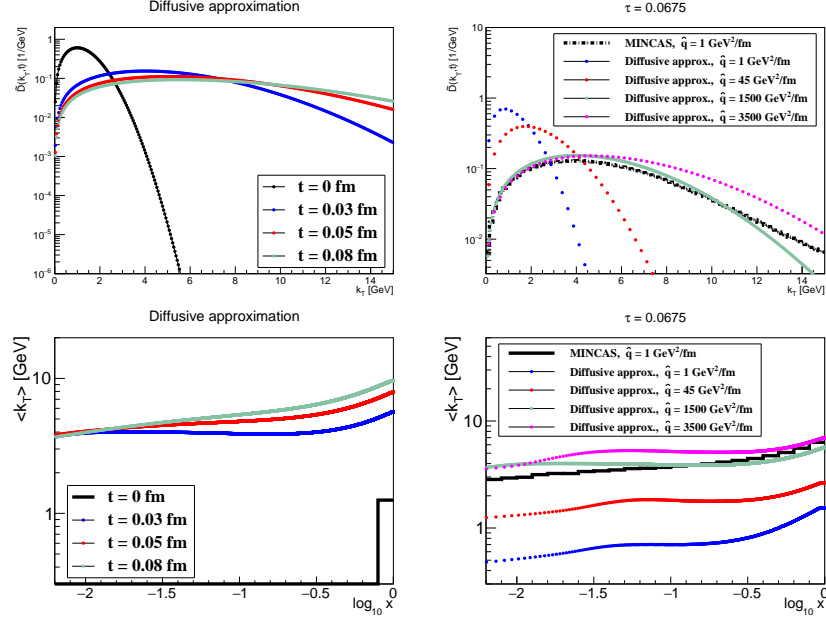 Diffusive approximation
D̃(k_T,t) [1/GeV]
1
10⁻¹
10⁻²
10⁻³
10⁻⁴
10⁻⁵
10⁻⁶
t = 0 fm
t = 0.03 fm
t = 0.05 fm
t = 0.08 fm
0 2 4 6 8 10 12 14
k_T [GeV]
τ = 0.0675
D̃(k_T,t) [1/GeV]
10
1
10⁻¹
10⁻²
MINCAS, q̂ = 1 GeV²/fm
Diffusive approx., q̂ = 1 GeV²/fm
Diffusive approx., q̂ = 45 GeV²/fm
Diffusive approx., q̂ = 1500 GeV²/fm
Diffusive approx., q̂ = 3500 GeV²/fm
0 2 4 6 8 10 12 14
k_T [GeV]
Diffusive approximation
<k_T> [GeV]
10
1
t = 0 fm
t = 0.03 fm
t = 0.05 fm
t = 0.08 fm
−2 −1.5 −1 −0.5 0
log₁₀ x
τ = 0.0675
<k_T> [GeV]
10
1
MINCAS, q̂ = 1 GeV²/fm
Diffusive approx., q̂ = 1 GeV²/fm
Diffusive approx., q̂ = 45 GeV²/fm
Diffusive approx., q̂ = 1500 GeV²/fm
Diffusive approx., q̂ = 3500 GeV²/fm
−2 −1.5 −1 −0.5 0
log₁₀ x